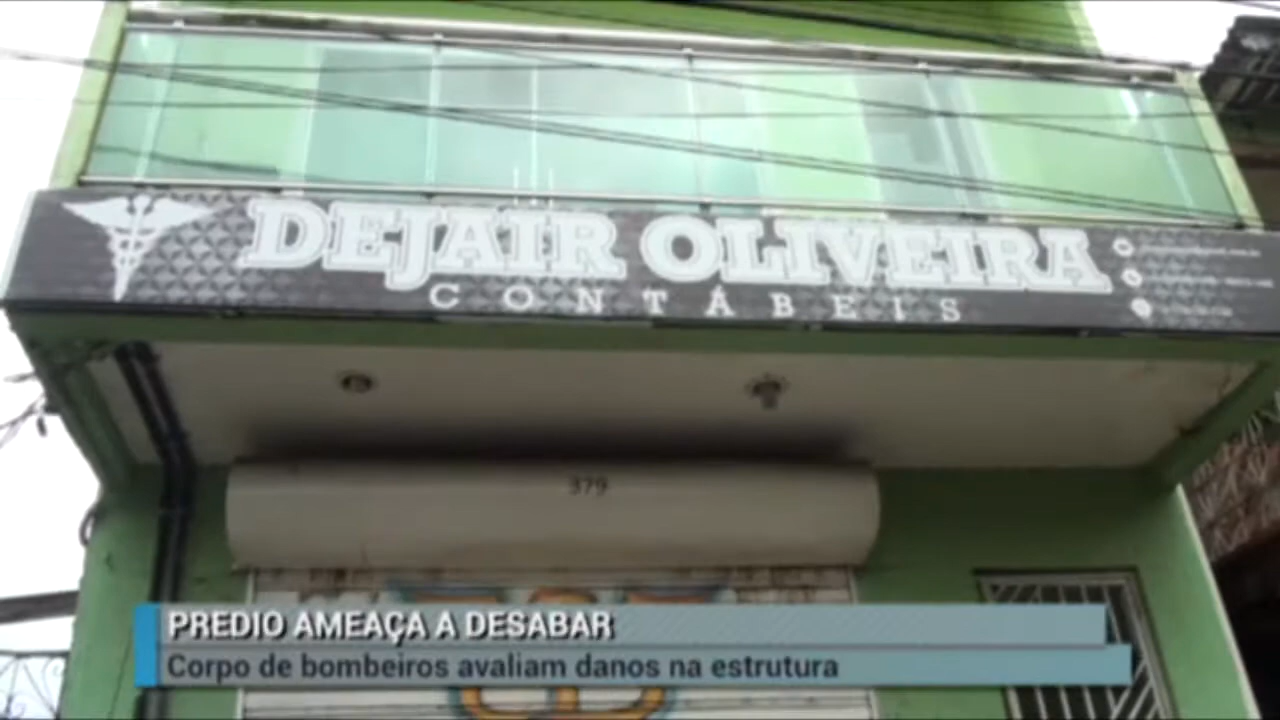 DEJAIR OLIVEIRA
CONTÁBEIS
379
PREDIO AMEAÇA A DESABAR
Corpo de bombeiros avaliam danos na estrutura